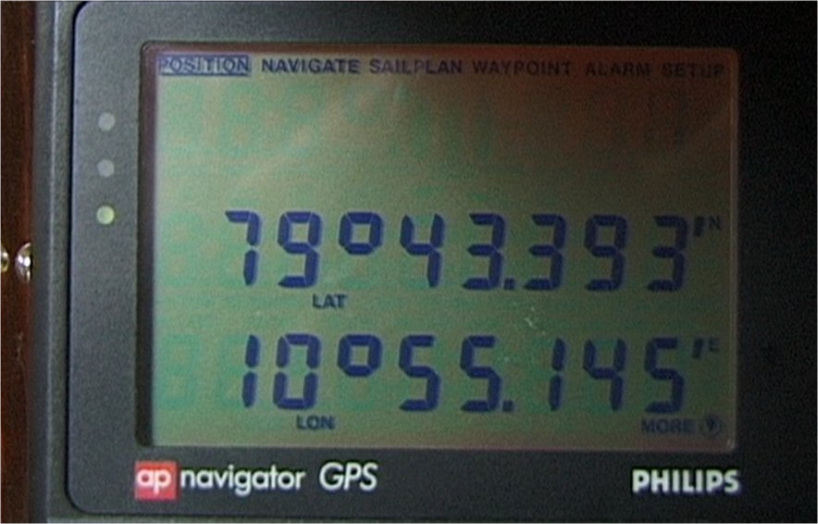 POSITION NAVIGATE SAILPLAN WAYPOINT ALARM SETUP
79°43.393'N
LAT
10°55.145'E
LON MORE
ap navigator GPS PHILIPS